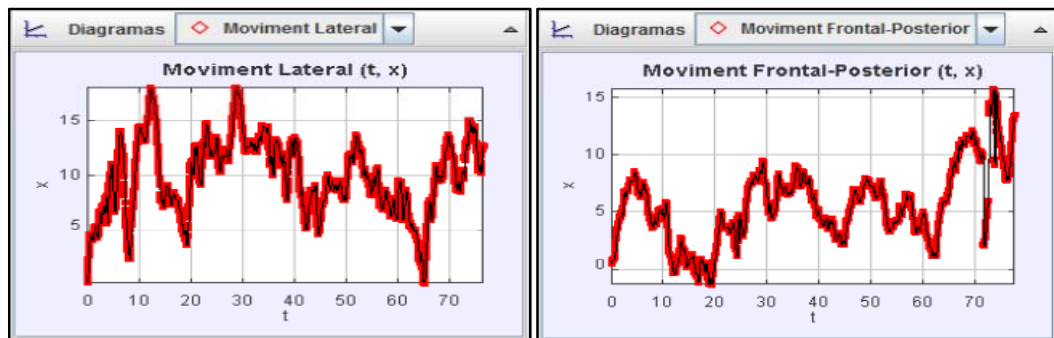 Diagramas Moviment Lateral
Moviment Lateral (t, x)
15
10
5
x
0 10 20 30 40 50 60 70
t
Diagramas Moviment Frontal-Posterior
Moviment Frontal-Posterior (t, x)
15
10
5
0
x
0 10 20 30 40 50 60 70
t